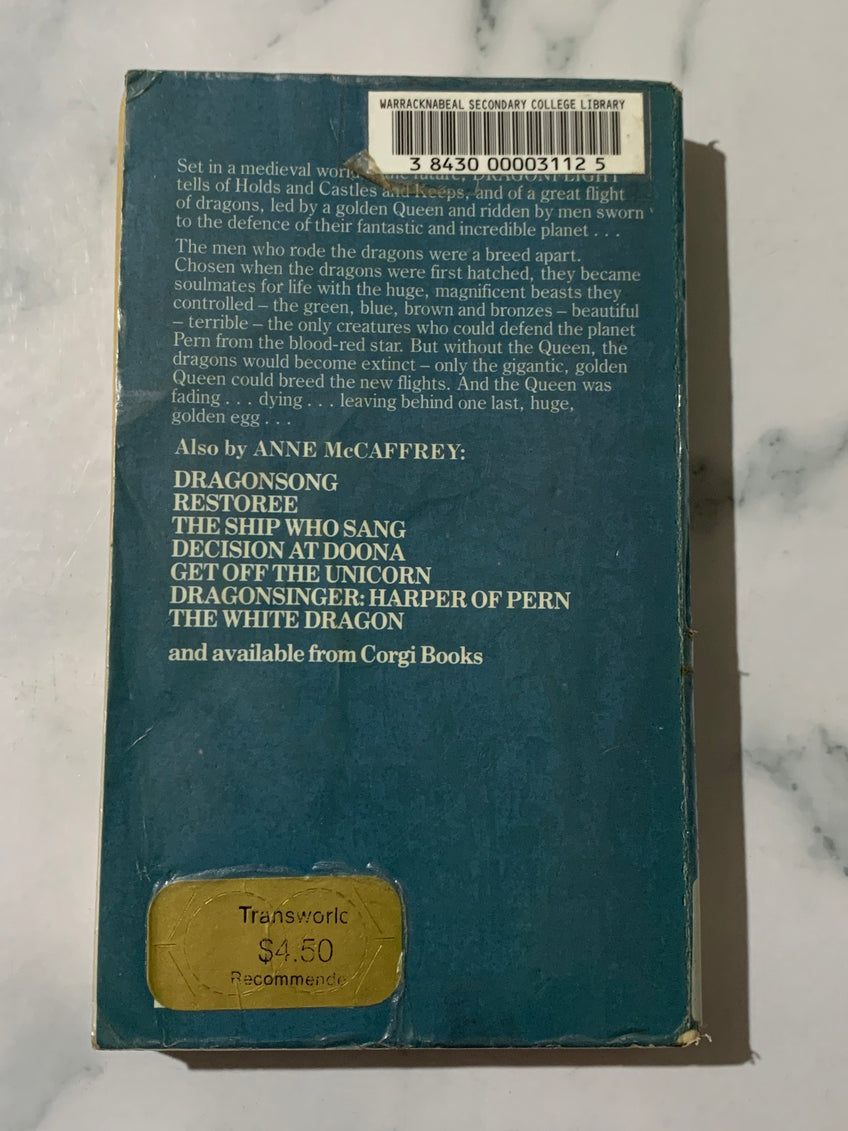 WARRACKNABEAL SECONDARY COLLEGE LIBRARY
3 8430 00003112 5
Set in a medieval world the future, DRAGONFLIGHT
tells of Holds and Castles and Keeps, and of a great flight
of dragons, led by a golden Queen and ridden by men sworn
to the defence of their fantastic and incredible planet . . .
The men who rode the dragons were a breed apart.
Chosen when the dragons were first hatched, they became
soulmates for life with the huge, magnificent beasts they
controlled – the green, blue, brown and bronzes – beautiful
– terrible – the only creatures who could defend the planet
Pern from the blood-red star. But without the Queen, the
dragons would become extinct – only the gigantic, golden
Queen could breed the new flights. And the Queen was
fading . . . dying . . . leaving behind one last, huge,
golden egg . . .
Also by ANNE McCAFFREY:
DRAGONSONG
RESTOREE
THE SHIP WHO SANG
DECISION AT DOONA
GET OFF THE UNICORN
DRAGONSINGER: HARPER OF PERN
THE WHITE DRAGON
and available from Corgi Books
Transworld
$4.50
Recommende